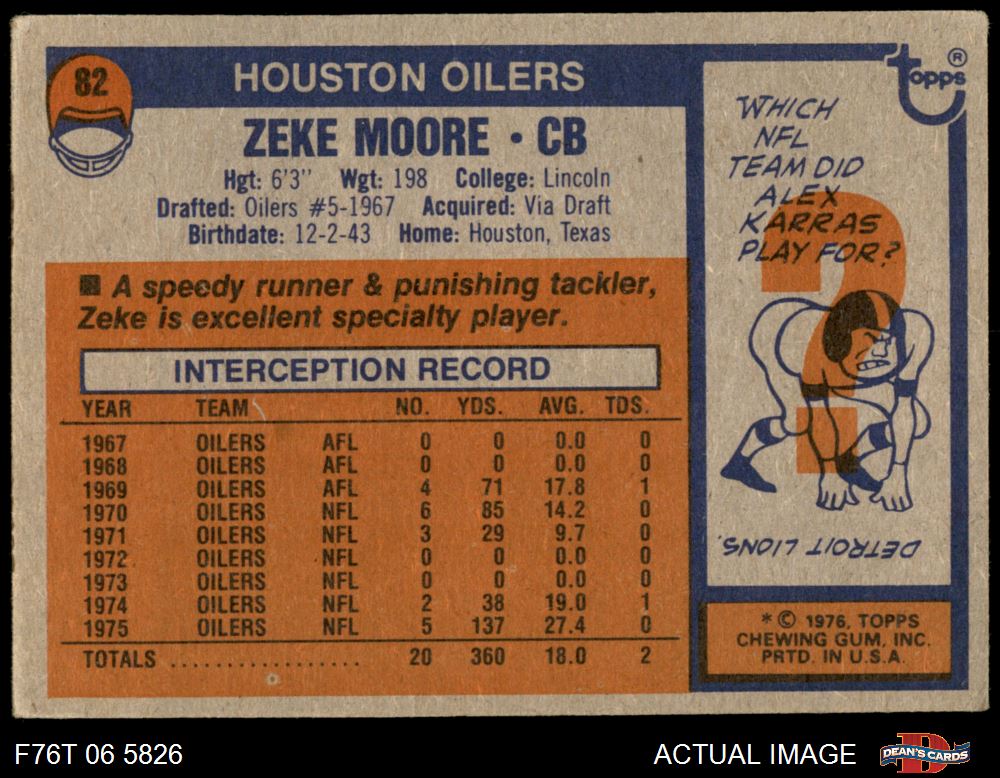 82
HOUSTON OILERS
ZEKE MOORE • CB
Hgt: 6'3" Wgt: 198 College: Lincoln
Drafted: Oilers #5-1967 Acquired: Via Draft
Birthdate: 12-2-43 Home: Houston, Texas
■ A speedy runner & punishing tackler,
Zeke is excellent specialty player.
INTERCEPTION RECORD
YEAR TEAM NO. YDS. AVG. TDS.
1967 OILERS AFL 0 0 0.0 0
1968 OILERS AFL 0 0 0.0 0
1969 OILERS AFL 4 71 17.8 1
1970 OILERS NFL 6 85 14.2 0
1971 OILERS NFL 3 29 9.7 0
1972 OILERS NFL 0 0 0.0 0
1973 OILERS NFL 0 0 0.0 0
1974 OILERS NFL 2 38 19.0 1
1975 OILERS NFL 5 137 27.4 0
TOTALS .................. 20 360 18.0 2
topps ®
WHICH
NFL
TEAM DID
ALEX
KARRAS
PLAY FOR?
?
DETROIT LIONS.
* © 1976, TOPPS
CHEWING GUM, INC.
PRTD. IN U.S.A.
F76T 06 5826
ACTUAL IMAGE
D
DEAN'S CARDS